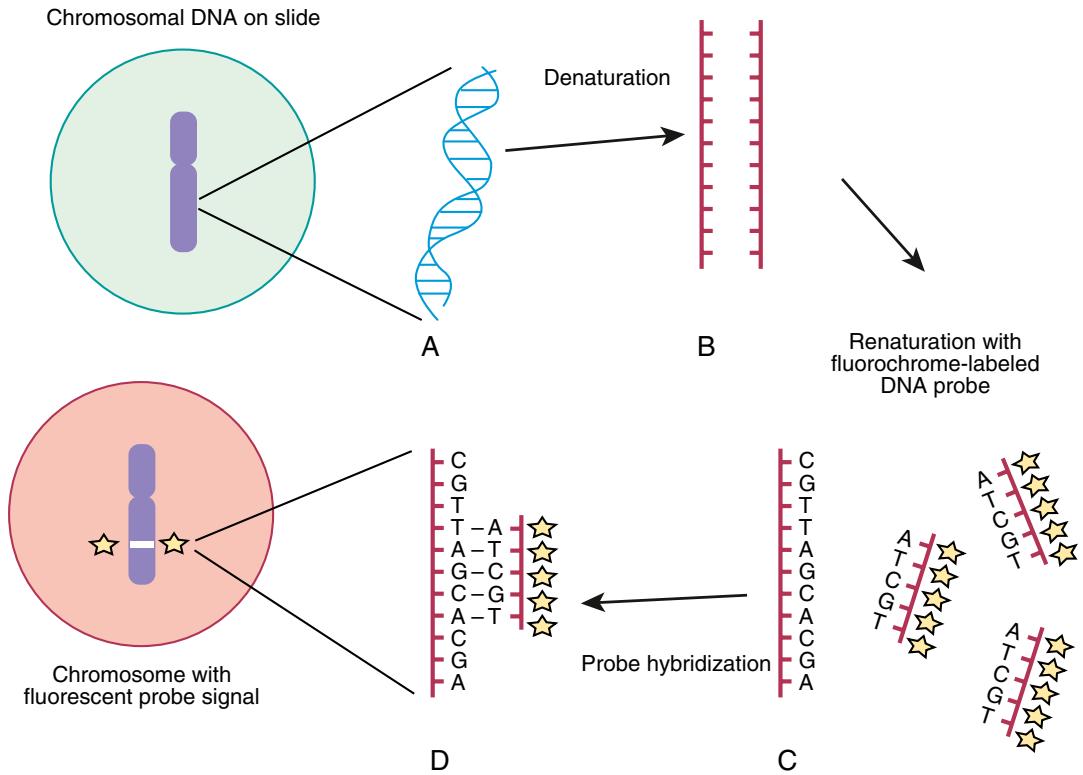 Chromosomal DNA on slide
Denaturation
A
B
Renaturation with
fluorochrome-labeled
DNA probe
Chromosome with
fluorescent probe signal
C
G
T
T – A
A – T
G – C
C – G
A – T
C
G
A
D
Probe hybridization
C
G
T
T
A
G
C
A
C
G
A
C
A
T
C
G
T
A
T
C
G
T
A
T
C
G
T